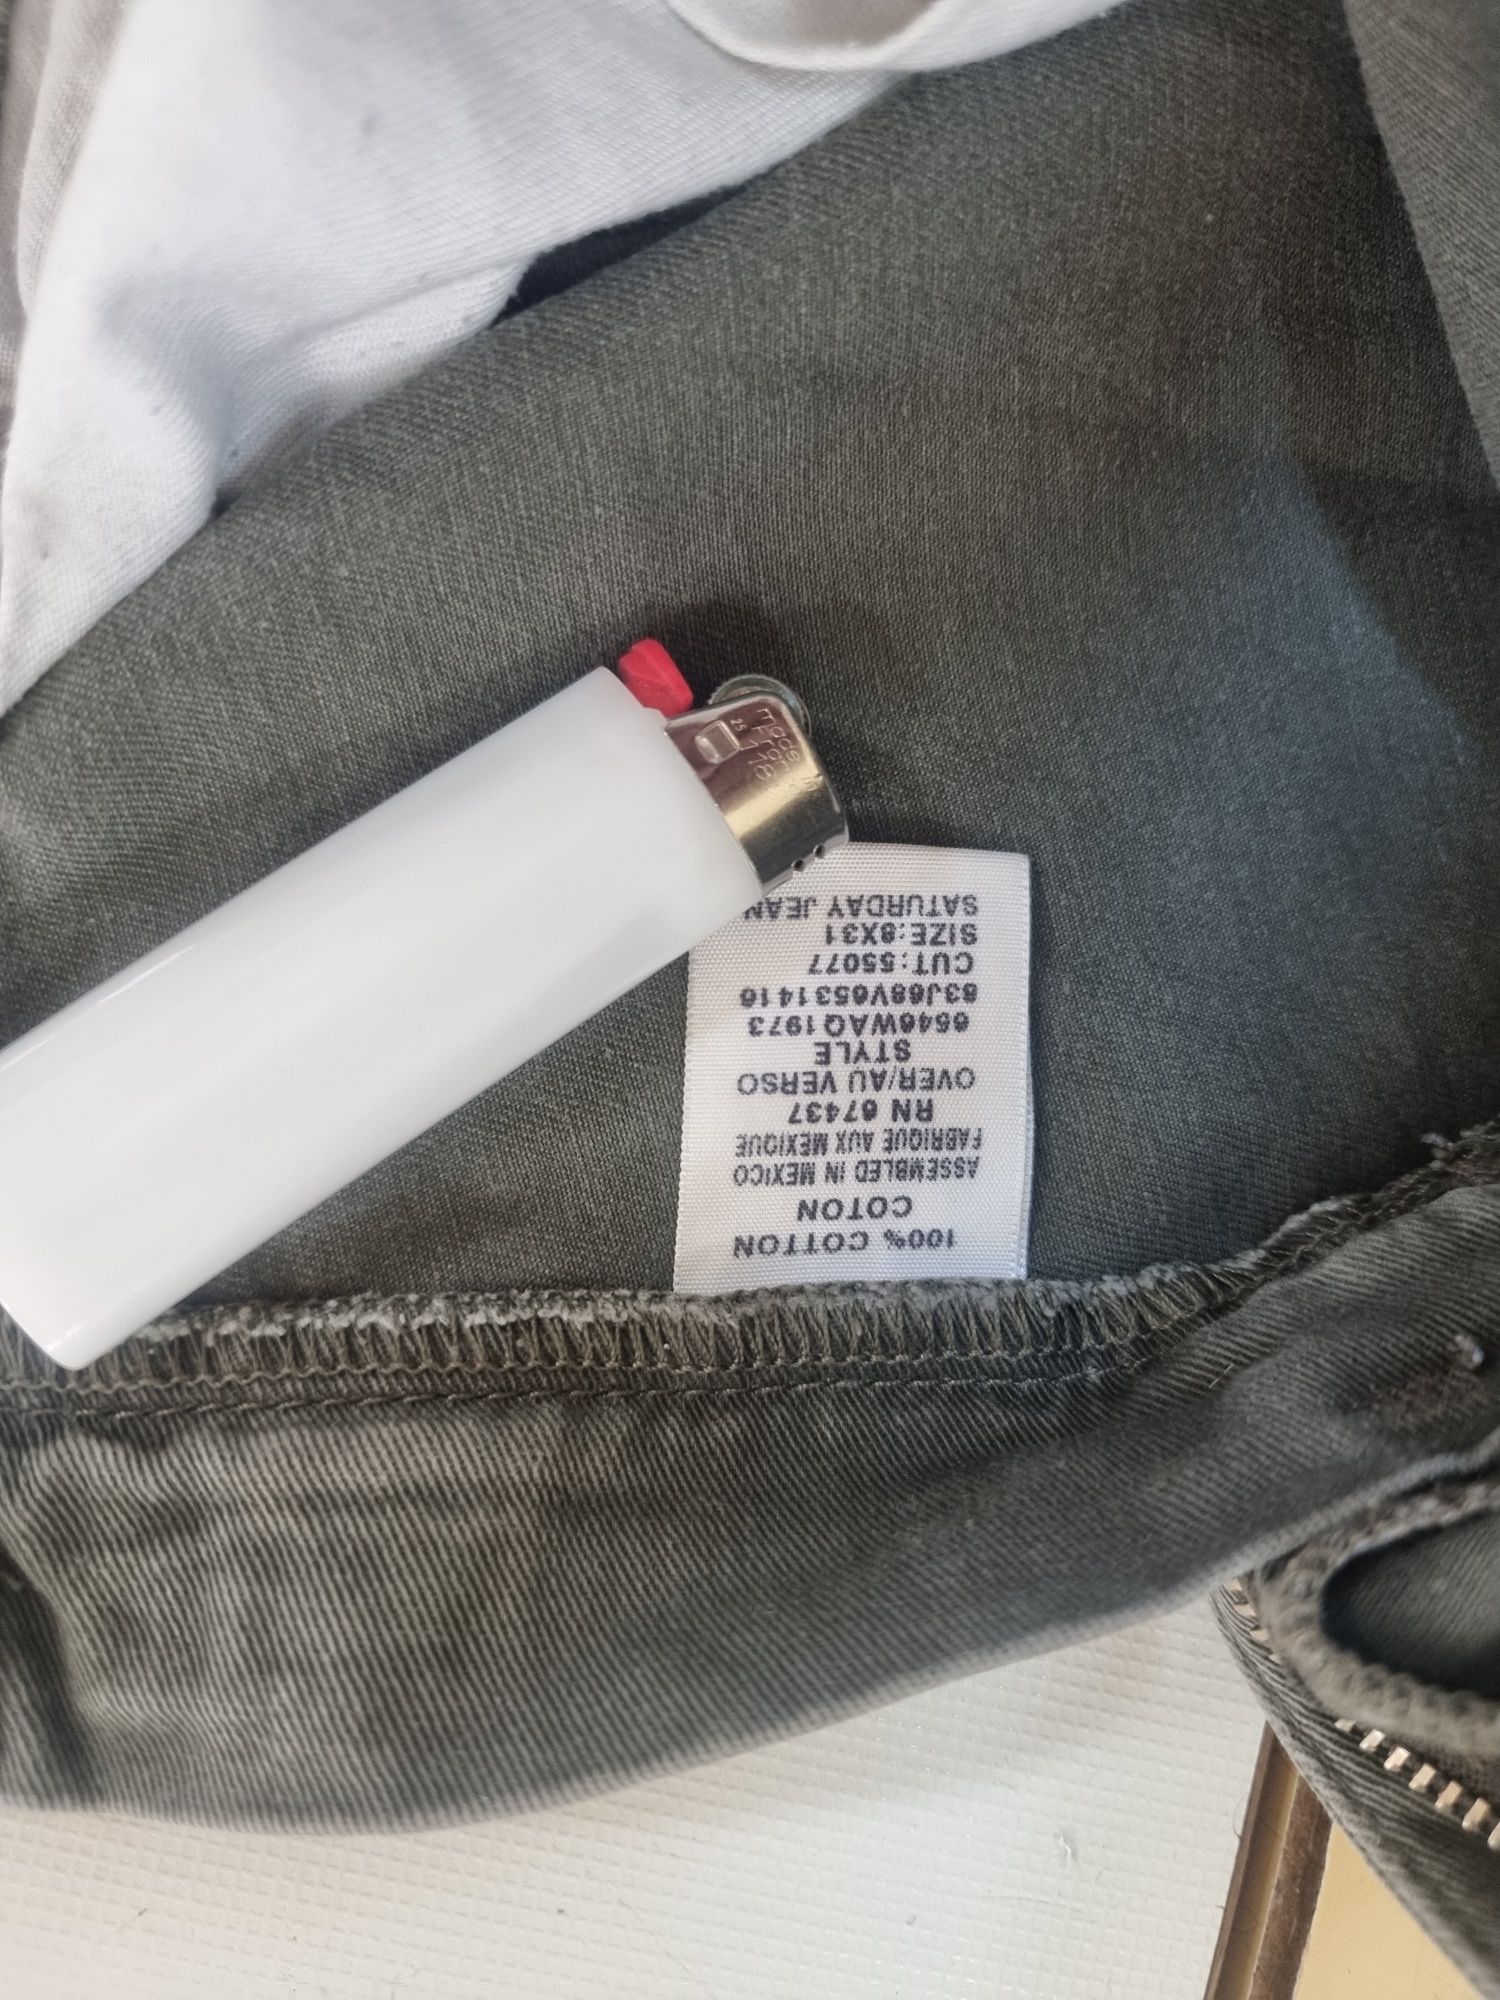 100% COTTON
COTON
ASSEMBLED IN MEXICO
FABRIQUE AUX MEXIQUE
RN 67437
OVER/AU VERSO
STYLE
6546WAQ1973
83J68V6531416
CUT:55077
SIZE:8X31
SATURDAY JEAN